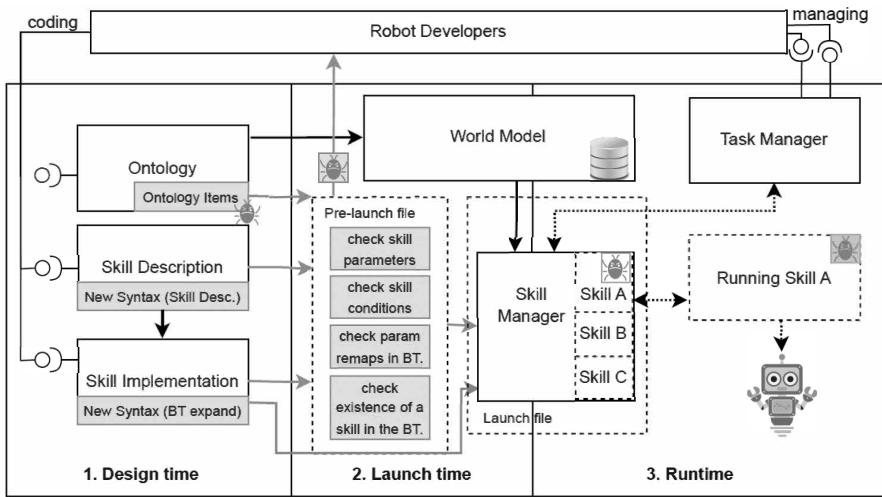 coding
Robot Developers
managing
Ontology
Ontology Items
Skill Description
New Syntax (Skill Desc.)
Skill Implementation
New Syntax (BT expand)
1. Design time
World Model
Pre-launch file
check skill
parameters
check skill
conditions
check param
remaps in BT.
check
existence of a
skill in the BT.
Skill
Manager
Skill A
Skill B
Skill C
Launch file
2. Launch time
Task Manager
Running Skill A
3. Runtime